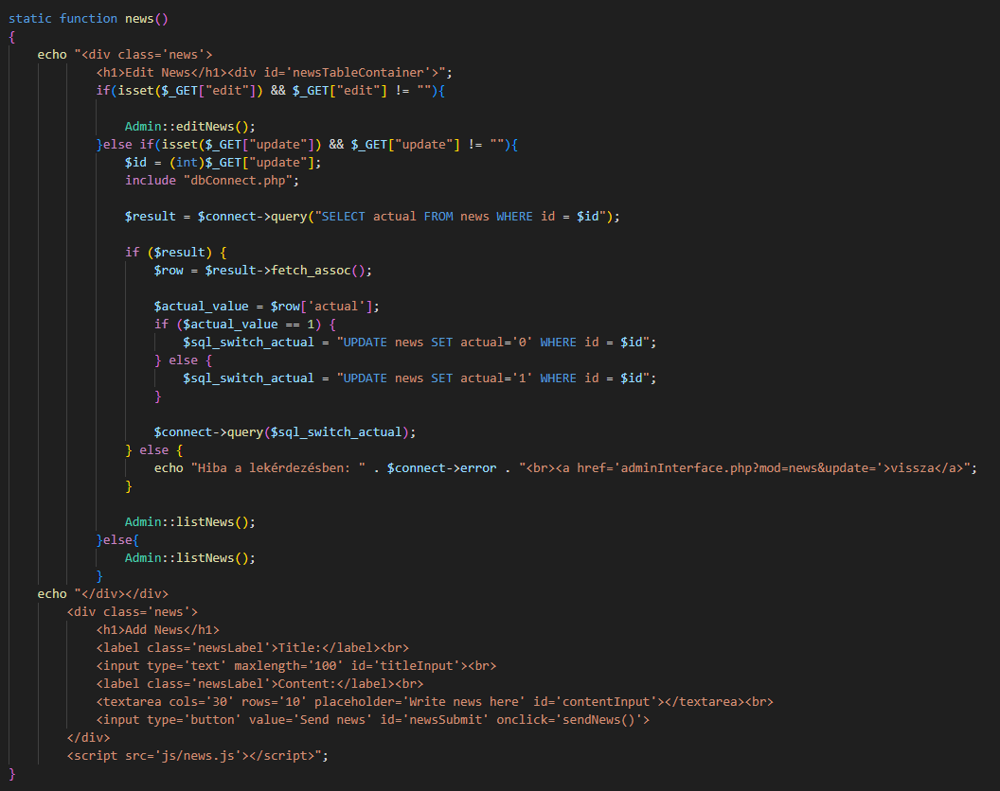 static function news()
{
    echo "<div class='news'>
            <h1>Edit News</h1><div id='newsTableContainer'>";
            if(isset($_GET["edit"]) && $_GET["edit"] != ""){

                Admin::editNews();
            }else if(isset($_GET["update"]) && $_GET["update"] != ""){
                $id = (int)$_GET["update"];
                include "dbConnect.php";

                $result = $connect->query("SELECT actual FROM news WHERE id = $id");

                if ($result) {
                    $row = $result->fetch_assoc();

                    $actual_value = $row['actual'];
                    if ($actual_value == 1) {
                        $sql_switch_actual = "UPDATE news SET actual='0' WHERE id = $id";
                    } else {
                        $sql_switch_actual = "UPDATE news SET actual='1' WHERE id = $id";
                    }

                    $connect->query($sql_switch_actual);
                } else {
                    echo "Hiba a lekérdezésben: " . $connect->error . "<br><a href='adminInterface.php?mod=news&update='>vissza</a>";
                }

                Admin::listNews();
            }else{
                Admin::listNews();
            }
    echo "</div></div>
        <div class='news'>
            <h1>Add News</h1>
            <label class='newsLabel'>Title:</label><br>
            <input type='text' maxlength='100' id='titleInput'><br>
            <label class='newsLabel'>Content:</label><br>
            <textarea cols='30' rows='10' placeholder='Write news here' id='contentInput'></textarea><br>
            <input type='button' value='Send news' id='newsSubmit' onclick='sendNews()'>
        </div>
        <script src='js/news.js'></script>";
}